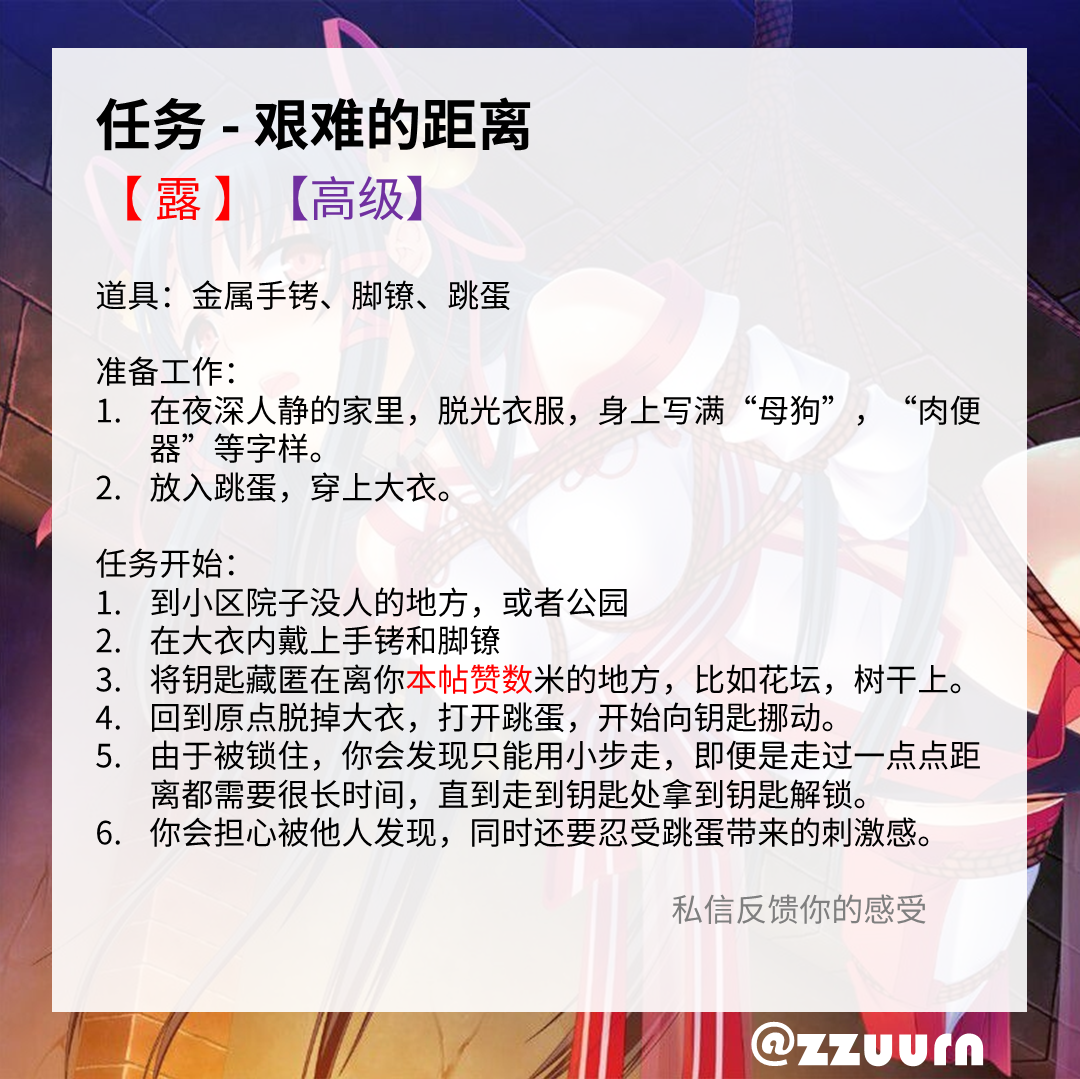 任务 - 艰难的距离
【 露 】 【高级】
道具：金属手铐、脚镣、跳蛋
准备工作：
1. 在夜深人静的家里，脱光衣服，身上写满“母狗”，“肉便
器”等字样。
2. 放入跳蛋，穿上大衣。
任务开始：
1. 到小区院子没人的地方，或者公园
2. 在大衣内戴上手铐和脚镣
3. 将钥匙藏匿在离你本帖赞数米的地方，比如花坛，树干上。
4. 回到原点脱掉大衣，打开跳蛋，开始向钥匙挪动。
5. 由于被锁住，你会发现只能用小步走，即便是走过一点点距
离都需要很长时间，直到走到钥匙处拿到钥匙解锁。
6. 你会担心被他人发现，同时还要忍受跳蛋带来的刺激感。
私信反馈你的感受
@zzuurn